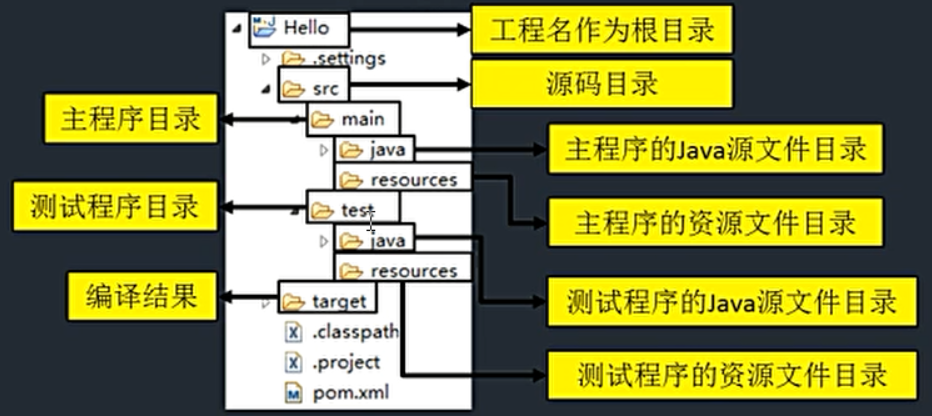 Hello
工程名作为根目录
.settings
src
源码目录
主程序目录
main
java
主程序的Java源文件目录
resources
主程序的资源文件目录
测试程序目录
test
java
测试程序的Java源文件目录
resources
测试程序的资源文件目录
编译结果
target
.classpath
.project
pom.xml